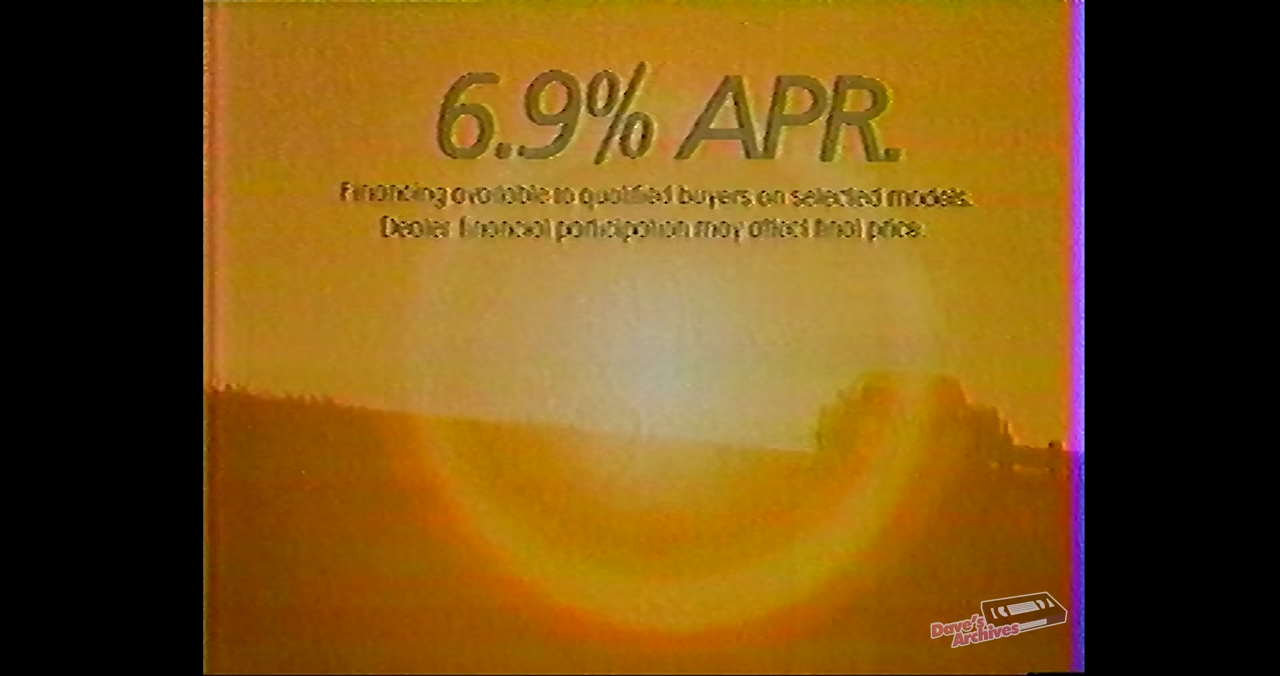 6.9% APR.
Financing available to qualified buyers on selected models.
Dealer financial participation may affect final price.
Dave's
Archives